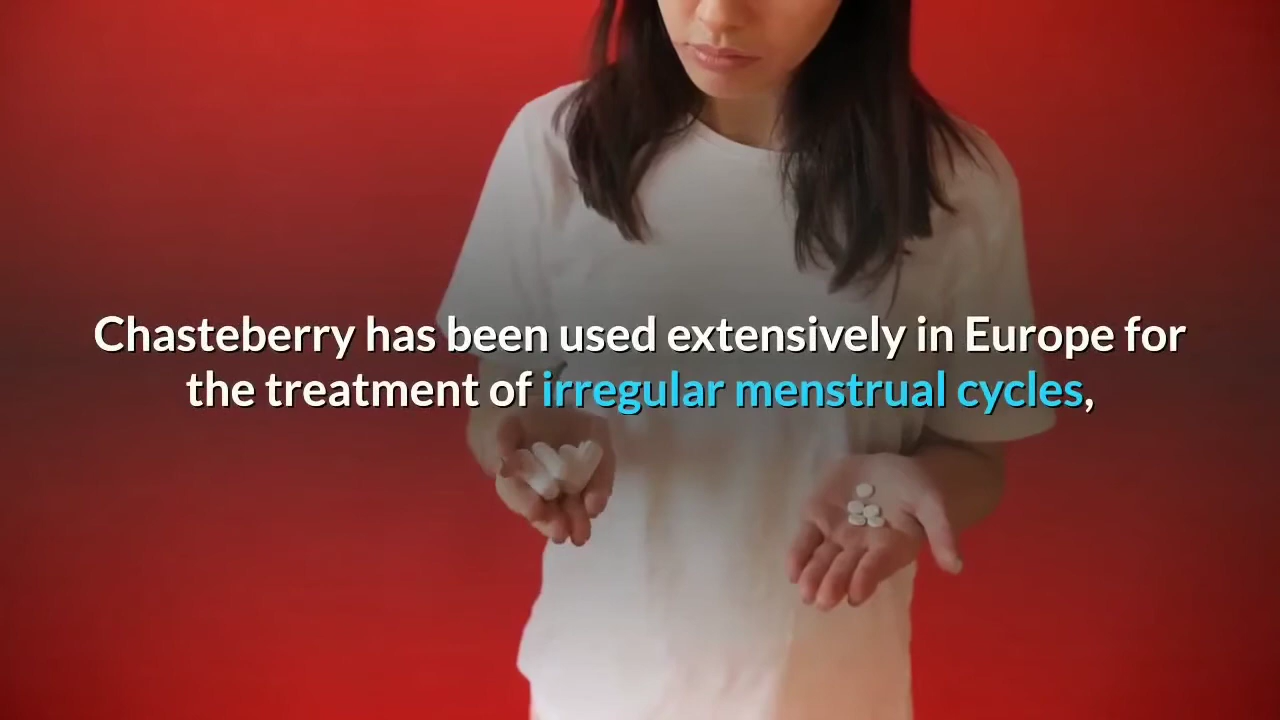 Chasteberry has been used extensively in Europe for
the treatment of irregular menstrual cycles,